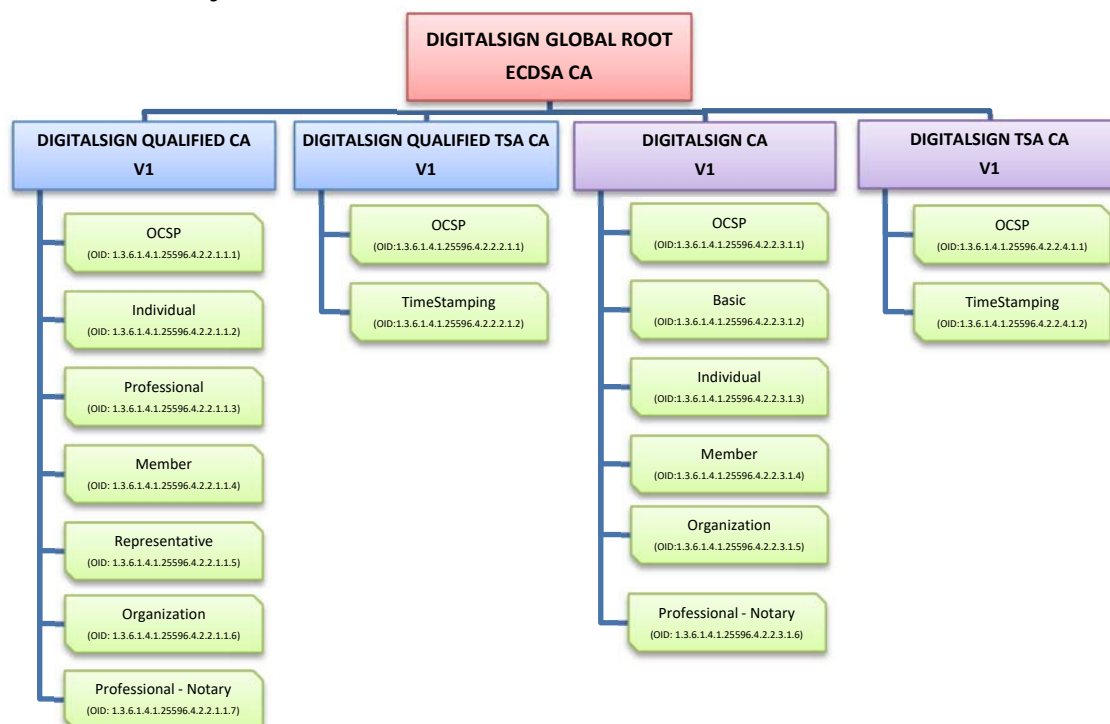 DIGITALSIGN GLOBAL ROOT
ECDSA CA
DIGITALSIGN QUALIFIED CA
V1
OCSP
(OID: 1.3.6.1.4.1.25596.4.2.2.1.1.1)
Individual
(OID: 1.3.6.1.4.1.25596.4.2.2.1.1.2)
Professional
(OID: 1.3.6.1.4.1.25596.4.2.2.1.1.3)
Member
(OID: 1.3.6.1.4.1.25596.4.2.2.1.1.4)
Representative
(OID: 1.3.6.1.4.1.25596.4.2.2.1.1.5)
Organization
(OID: 1.3.6.1.4.1.25596.4.2.2.1.1.6)
Professional - Notary
(OID: 1.3.6.1.4.1.25596.4.2.2.1.1.7)
DIGITALSIGN QUALIFIED TSA CA
V1
OCSP
(OID:1.3.6.1.4.1.25596.4.2.2.2.1.1)
TimeStamping
(OID:1.3.6.1.4.1.25596.4.2.2.2.1.2)
DIGITALSIGN CA
V1
OCSP
(OID:1.3.6.1.4.1.25596.4.2.2.3.1.1)
Basic
(OID:1.3.6.1.4.1.25596.4.2.2.3.1.2)
Individual
(OID:1.3.6.1.4.1.25596.4.2.2.3.1.3)
Member
(OID:1.3.6.1.4.1.25596.4.2.2.3.1.4)
Organization
(OID:1.3.6.1.4.1.25596.4.2.2.3.1.5)
Professional - Notary
(OID: 1.3.6.1.4.1.25596.4.2.2.3.1.6)
DIGITALSIGN TSA CA
V1
OCSP
(OID:1.3.6.1.4.1.25596.4.2.2.4.1.1)
TimeStamping
(OID:1.3.6.1.4.1.25596.4.2.2.4.1.2)